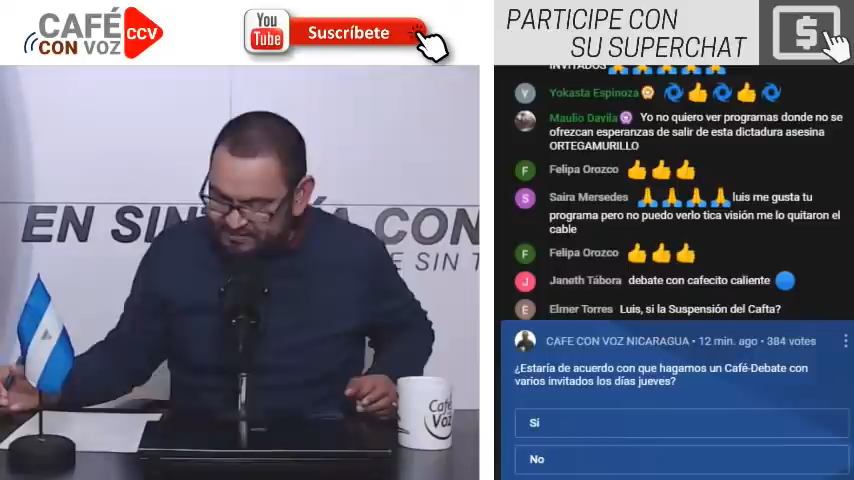 CAFÉ
CON VOZ
CCV
You
Tube
Suscríbete
PARTICIPE CON
SU SUPERCHAT
$
EN SIN
ÍA CON
E SIN T
Café
Voz
INVITADOS 🙏🙏🙏🙏🙏
Yokasta Espinoza 🌀👍🌀👍🌀
Maulio Davila Yo no quiero ver programas donde no se
ofrezcan esperanzas de salir de esta dictadura asesina
ORTEGAMURILLO
F Felipa Orozco 👍👍👍
S Saira Mersedes 🙏🙏🙏🙏 luis me gusta tu
programa pero no puedo verlo tica visión me lo quitaron el
cable
F Felipa Orozco 👍👍👍
J Janeth Tábora debate con cafecito caliente 🔵
E Elmer Torres Luis, si la Suspensión del Cafta?
CAFE CON VOZ NICARAGUA • 12 min. ago • 384 votes
¿Estaría de acuerdo con que hagamos un Café-Debate con
varios invitados los días jueves?
Sí
No